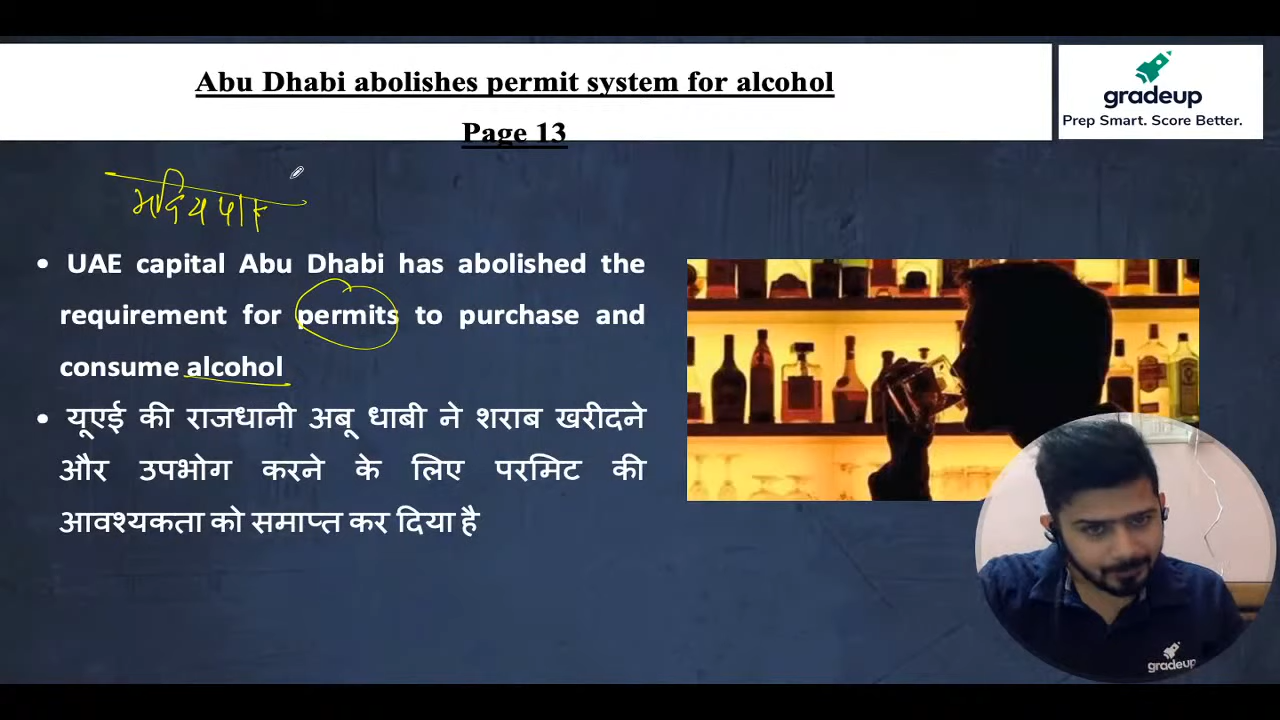 Abu Dhabi abolishes permit system for alcohol
Page 13
gradeup
Prep Smart. Score Better.
• UAE capital Abu Dhabi has abolished the
requirement for permits to purchase and
consume alcohol
• यूएई की राजधानी अबू धाबी ने शराब खरीदने
और उपभोग करने के लिए परमिट की
आवश्यकता को समाप्त कर दिया है
gradeup